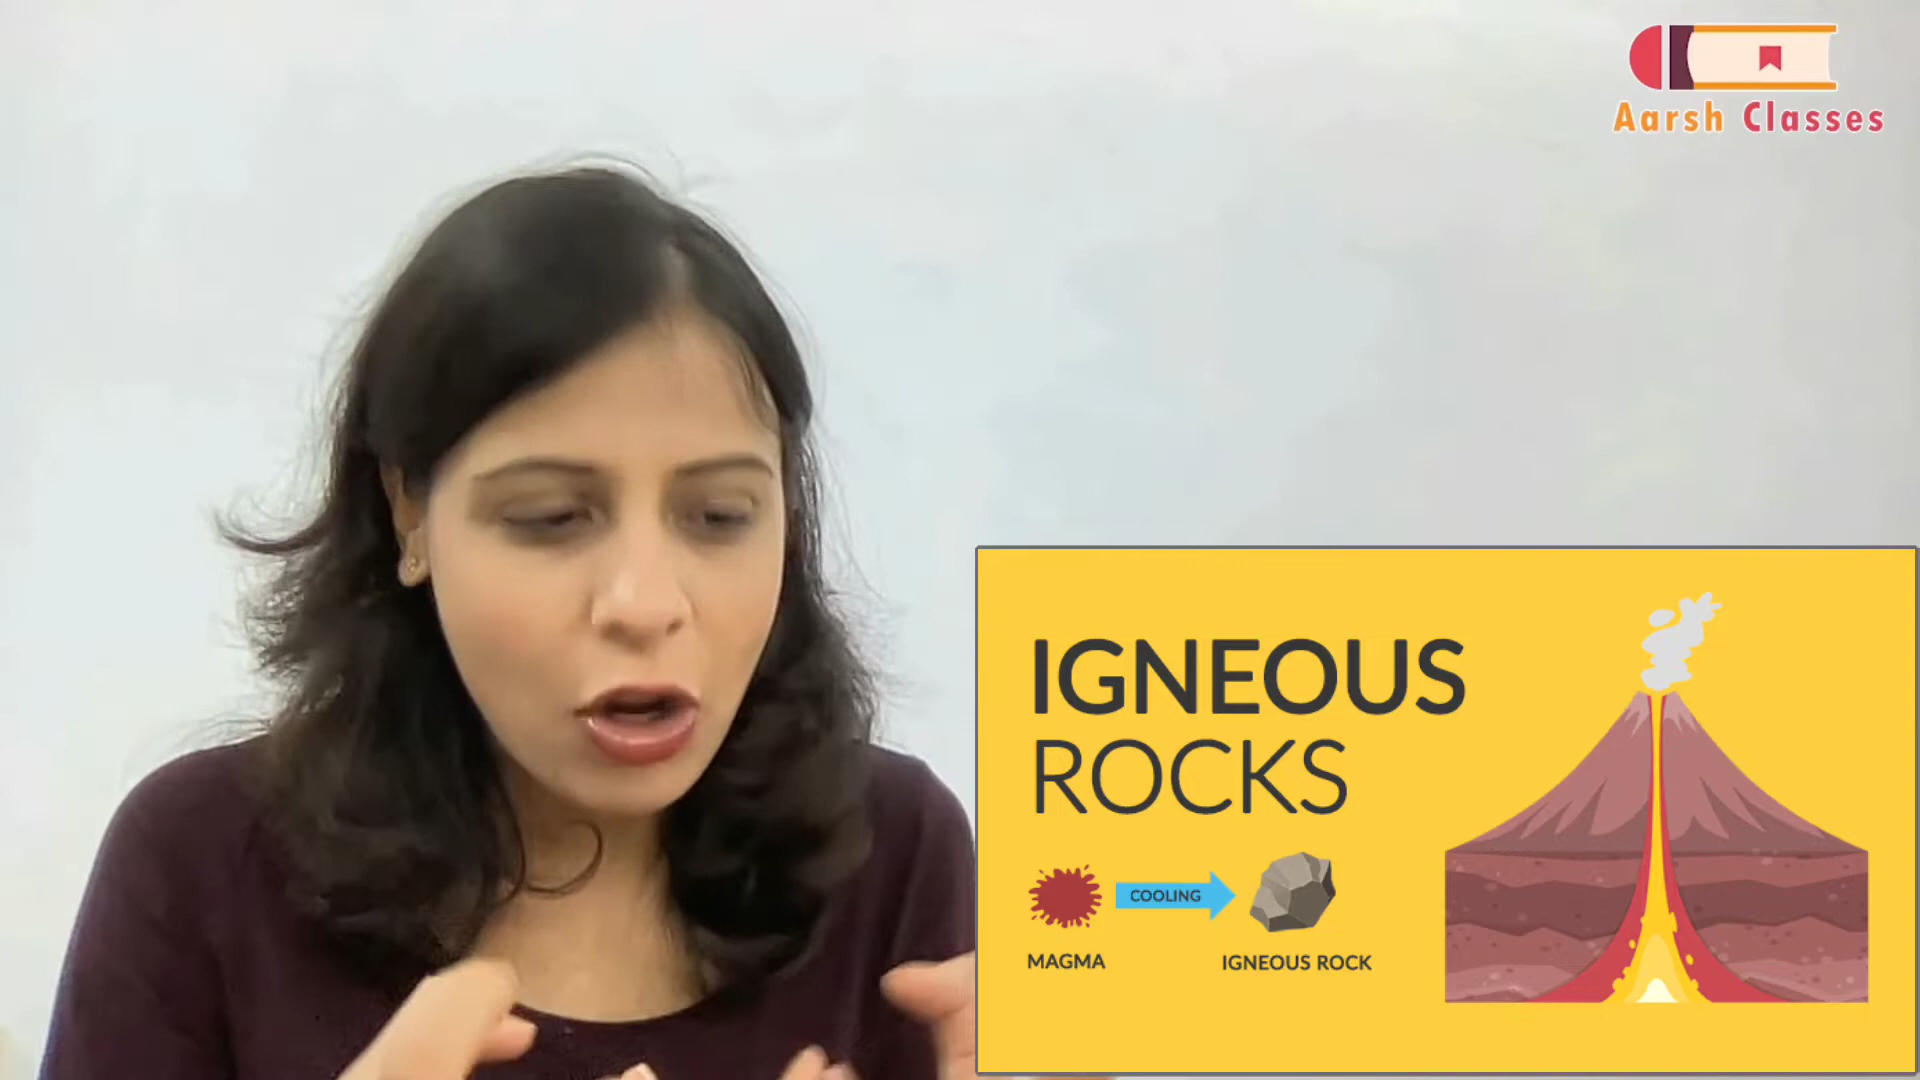 Aarsh Classes
IGNEOUS
ROCKS
COOLING
MAGMA
IGNEOUS ROCK